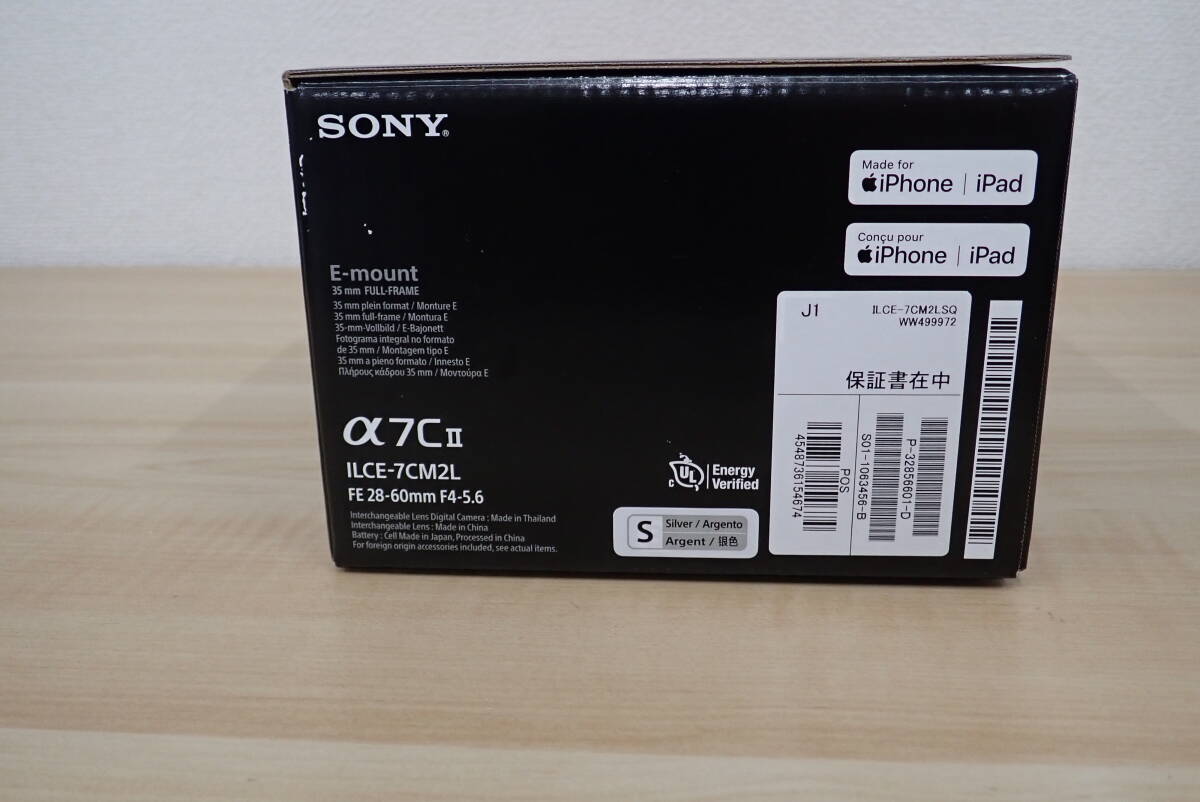 SONY®
Made for
iPhone | iPad
Conçu pour
iPhone | iPad
E-mount
35 mm FULL-FRAME
35 mm plein format / Monture E
35 mm full-frame / Montura E
35-mm-Vollbild / E-Bajonett
Fotograma integral no formato
de 35 mm / Montagem tipo E
35 mm a pieno formato / Innesto E
Πλήρους κάδρου 35 mm / Μοντούρα E
α7CII
ILCE-7CM2L
FE 28-60mm F4-5.6
Interchangeable Lens Digital Camera : Made in Thailand
Interchangeable Lens : Made in China
Battery : Cell Made in Japan, Processed in China
For foreign origin accessories included, see actual items.
C UL Energy
Verified
S
Silver / Argento
Argent / 银色
J1
ILCE-7CM2LSQ
WW499972
保証書在中
4548736154674
POS
S01-1063456-B
P-32856601-D